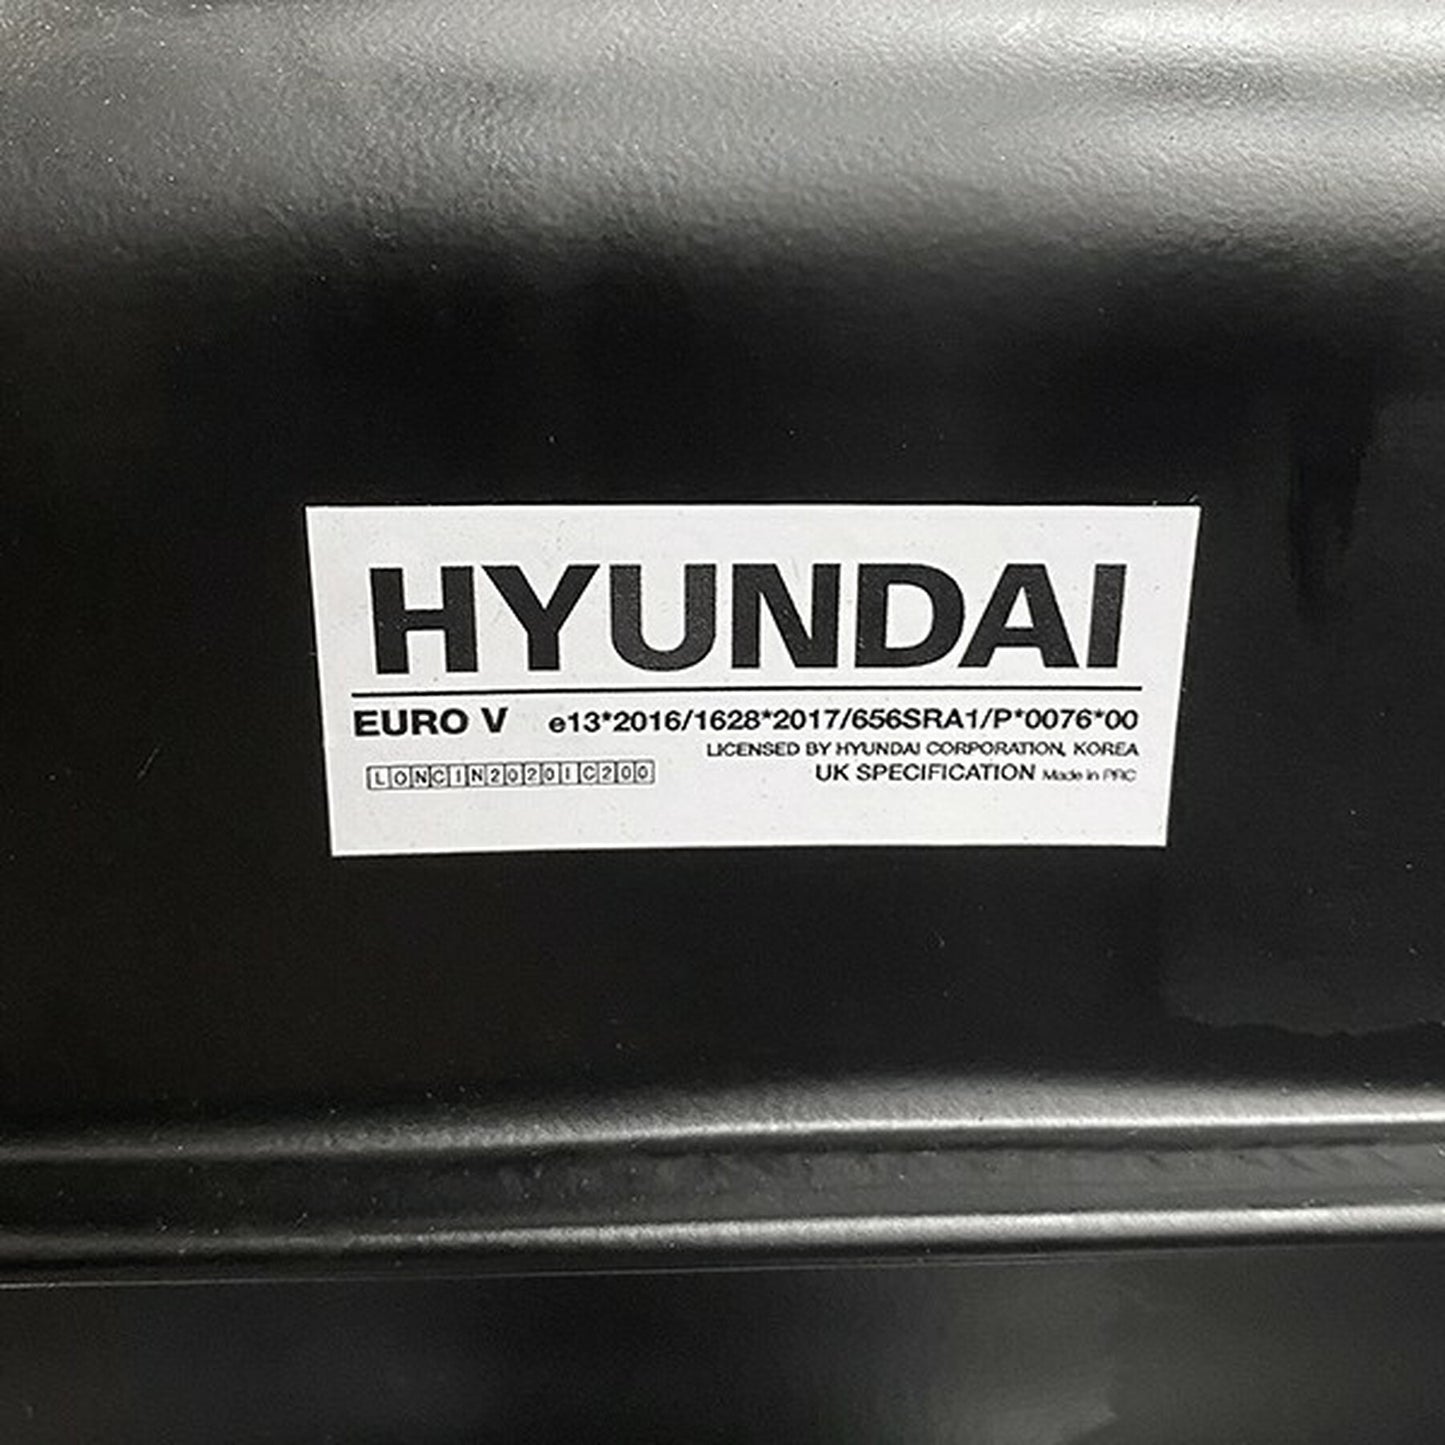 HYUNDAI
EURO V e13*2016/1628*2017/656SRA1/P*0076*00
LICENSED BY HYUNDAI CORPORATION, KOREA
LONCIN2020IC200 UK SPECIFICATION Made in PRC